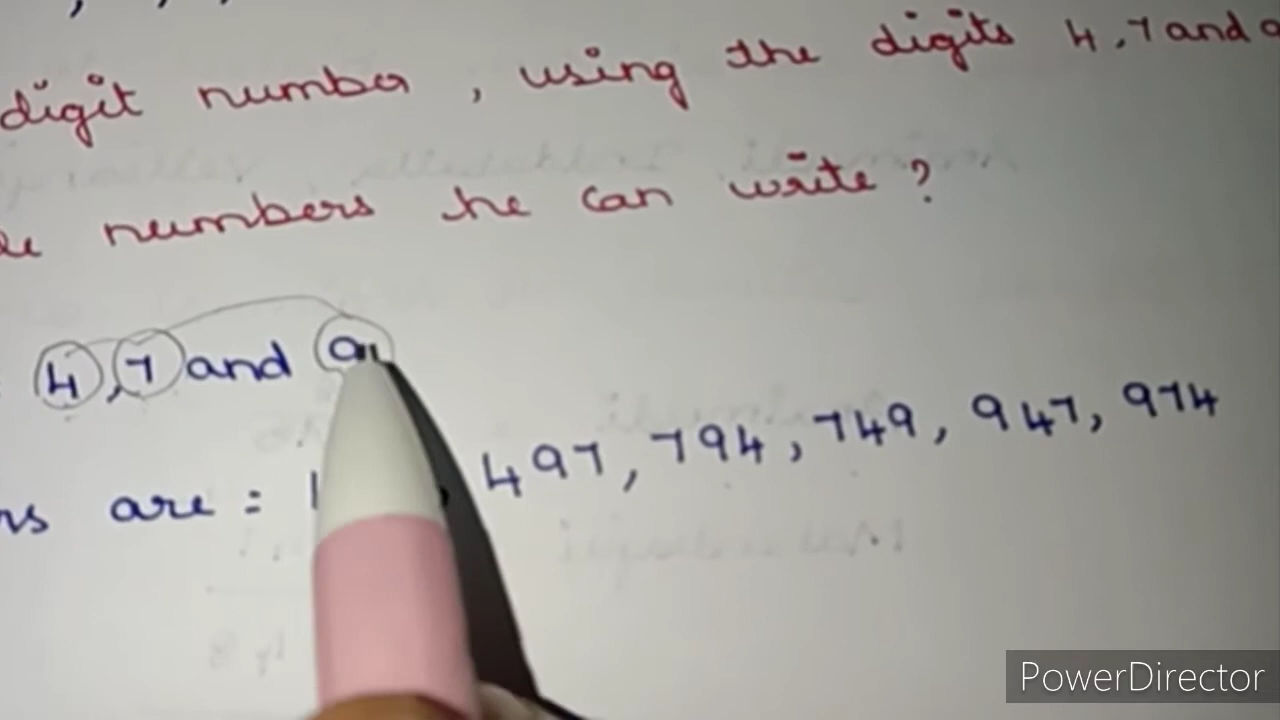 digit number, using the digits 4, 7 and 9
numbers he can write?
4, 7 and 9
rs are = 497, 794, 749, 947, 974
PowerDirector